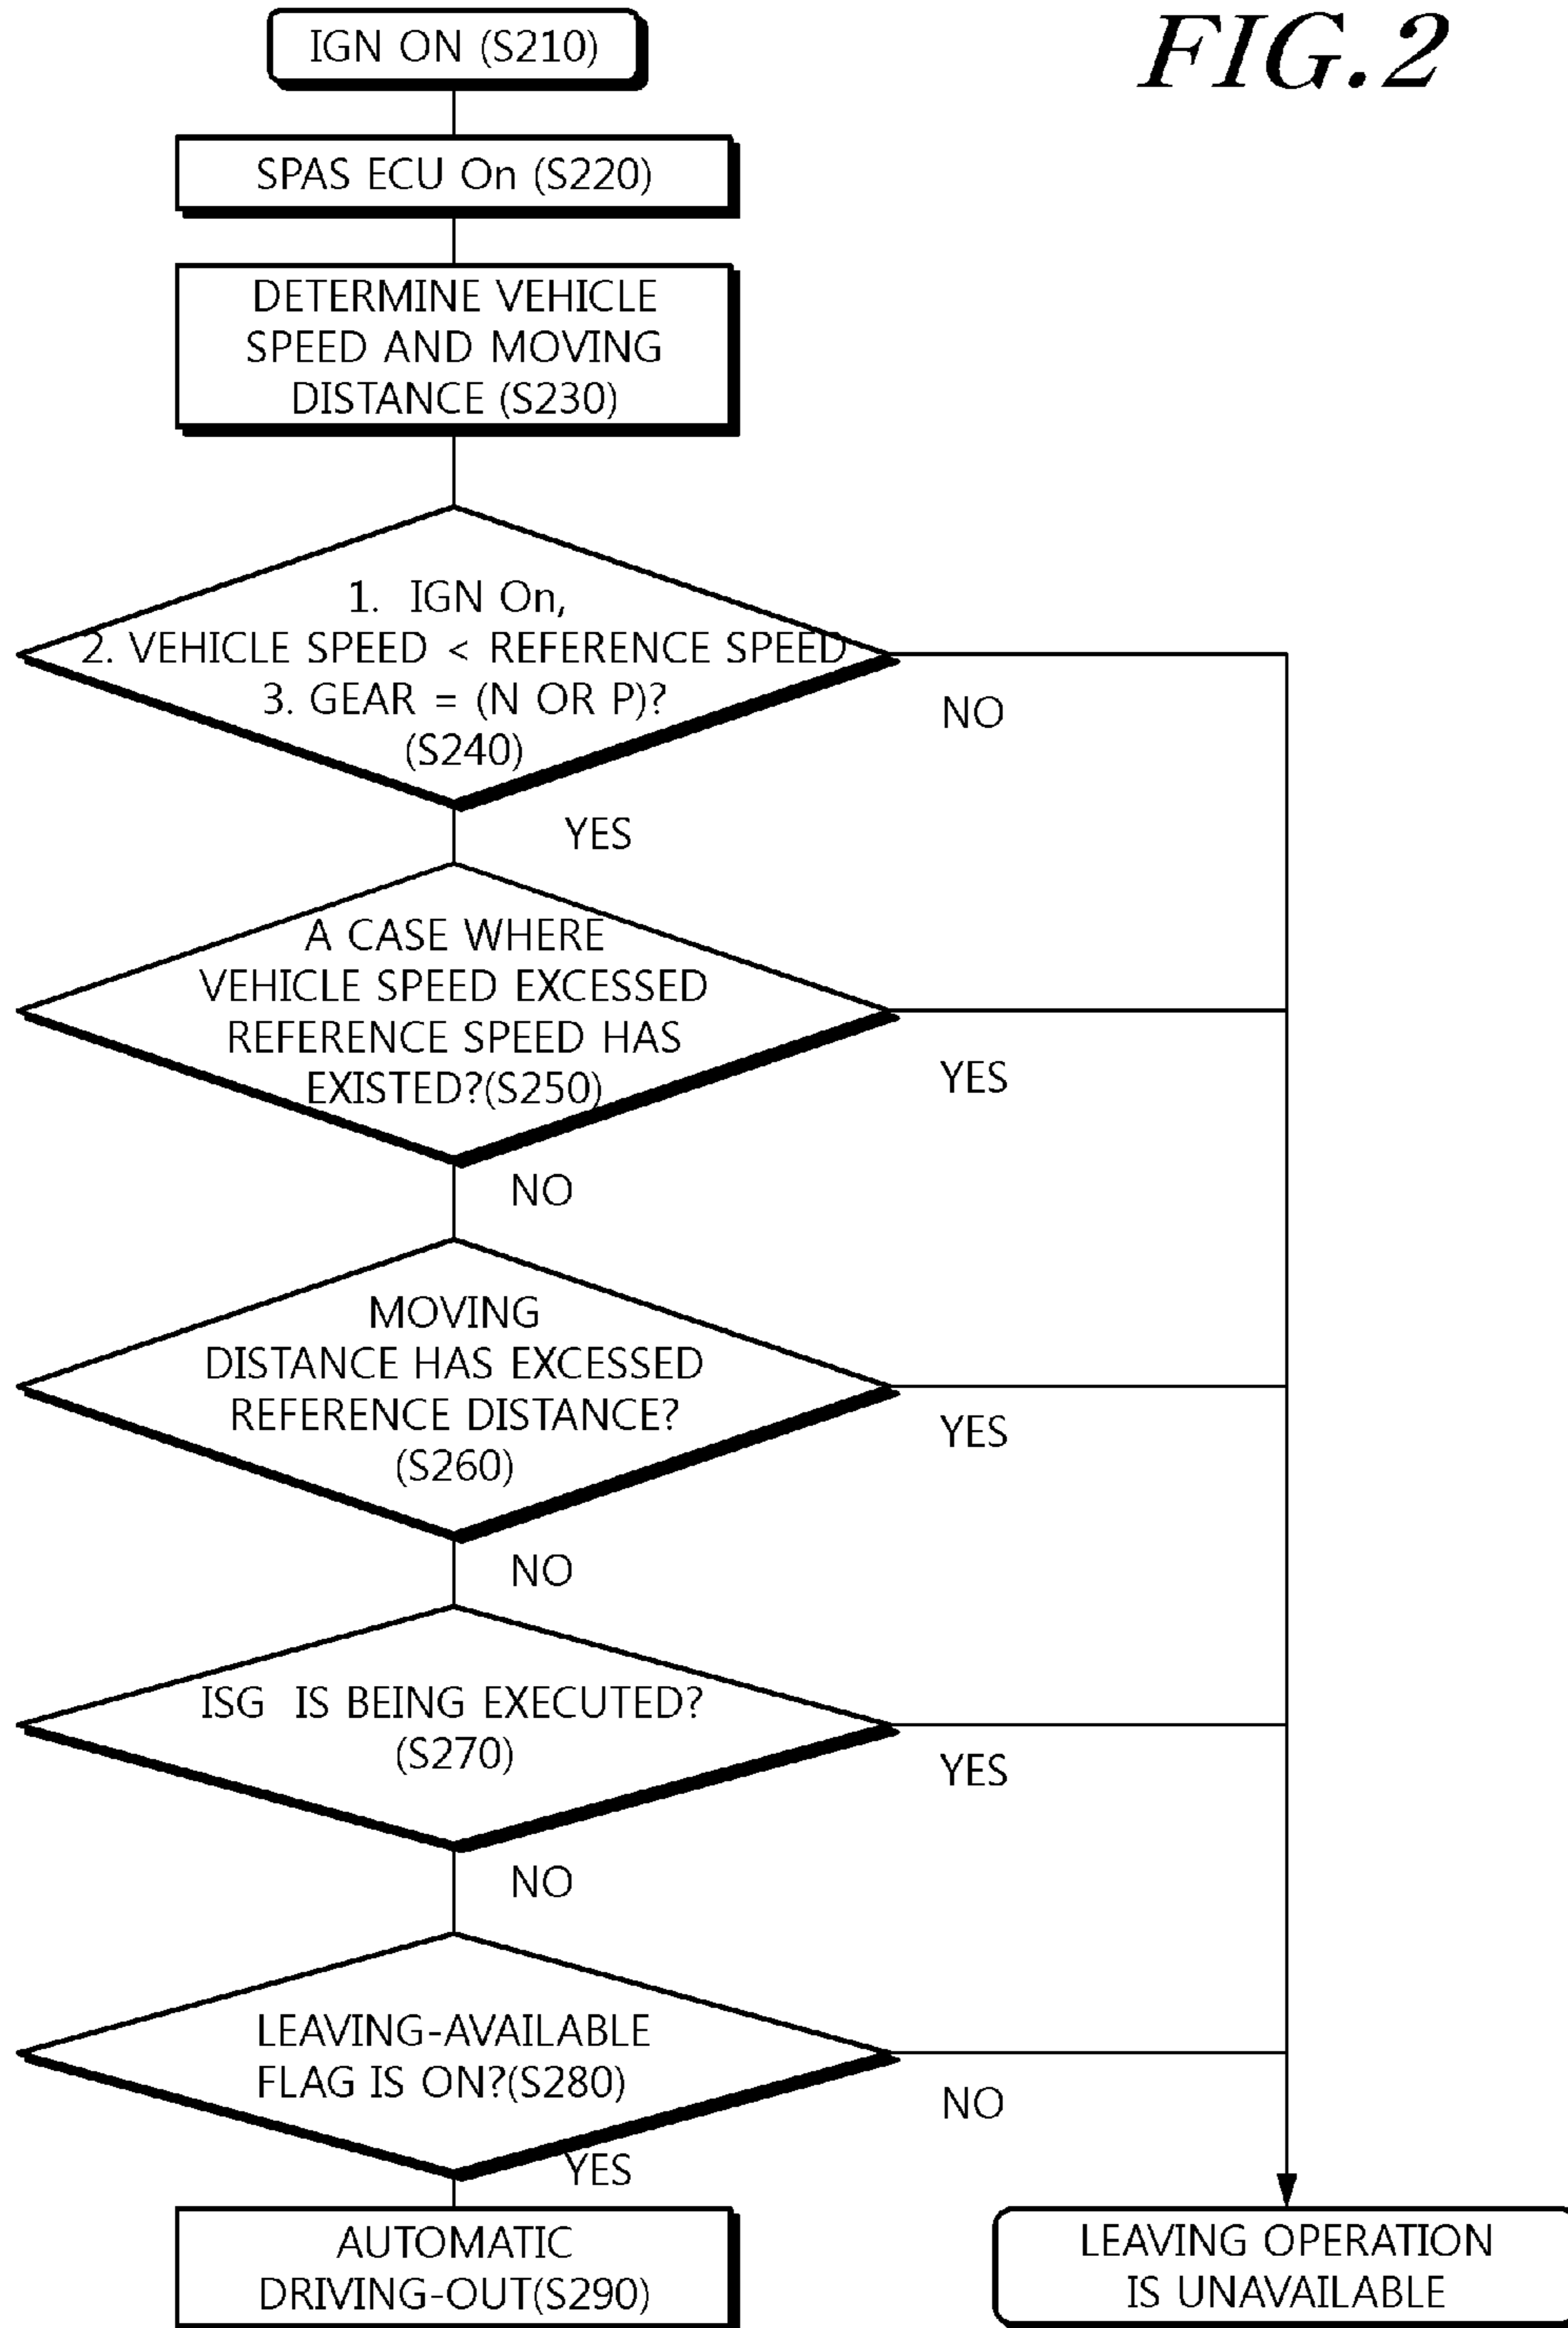 FIG.2
IGN ON (S210)
SPAS ECU On (S220)
DETERMINE VEHICLE
SPEED AND MOVING
DISTANCE (S230)
1. IGN On,
2. VEHICLE SPEED < REFERENCE SPEED
3. GEAR = (N OR P)?
(S240)
NO
YES
A CASE WHERE
VEHICLE SPEED EXCESSED
REFERENCE SPEED HAS
EXISTED?(S250)
YES
NO
MOVING
DISTANCE HAS EXCESSED
REFERENCE DISTANCE?
(S260)
YES
NO
ISG IS BEING EXECUTED?
(S270)
YES
NO
LEAVING-AVAILABLE
FLAG IS ON?(S280)
NO
YES
AUTOMATIC
DRIVING-OUT(S290)
LEAVING OPERATION
IS UNAVAILABLE